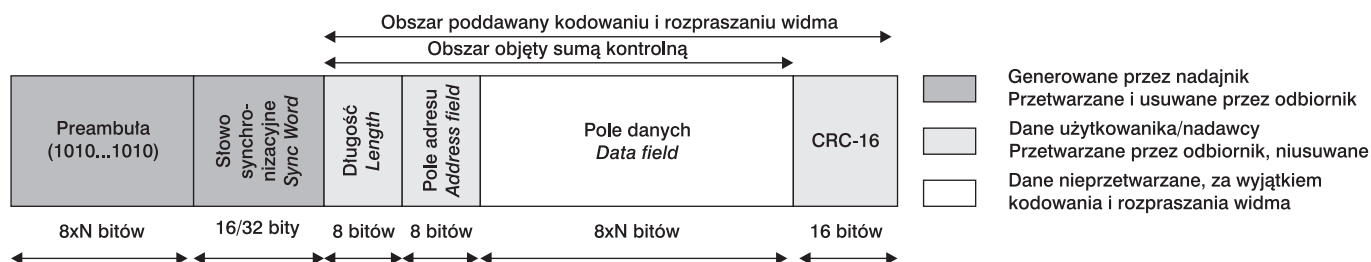 Obszar poddawany kodowaniu i rozpraszaniu widma
Obszar objęty sumą kontrolną
Preambuła
(1010...1010)
Słowo
synchro-
nizacyjne
Sync Word
Długość
Length
Pole adresu
Address field
Pole danych
Data field
CRC-16
8xN bitów
16/32 bity
8 bitów
8 bitów
8xN bitów
16 bitów
Generowane przez nadajnik
Przetwarzane i usuwane przez odbiornik
Dane użytkowanika/nadawcy
Przetwarzane przez odbiornik, niusuwane
Dane nieprzetwarzane, za wyjątkiem
kodowania i rozpraszania widma